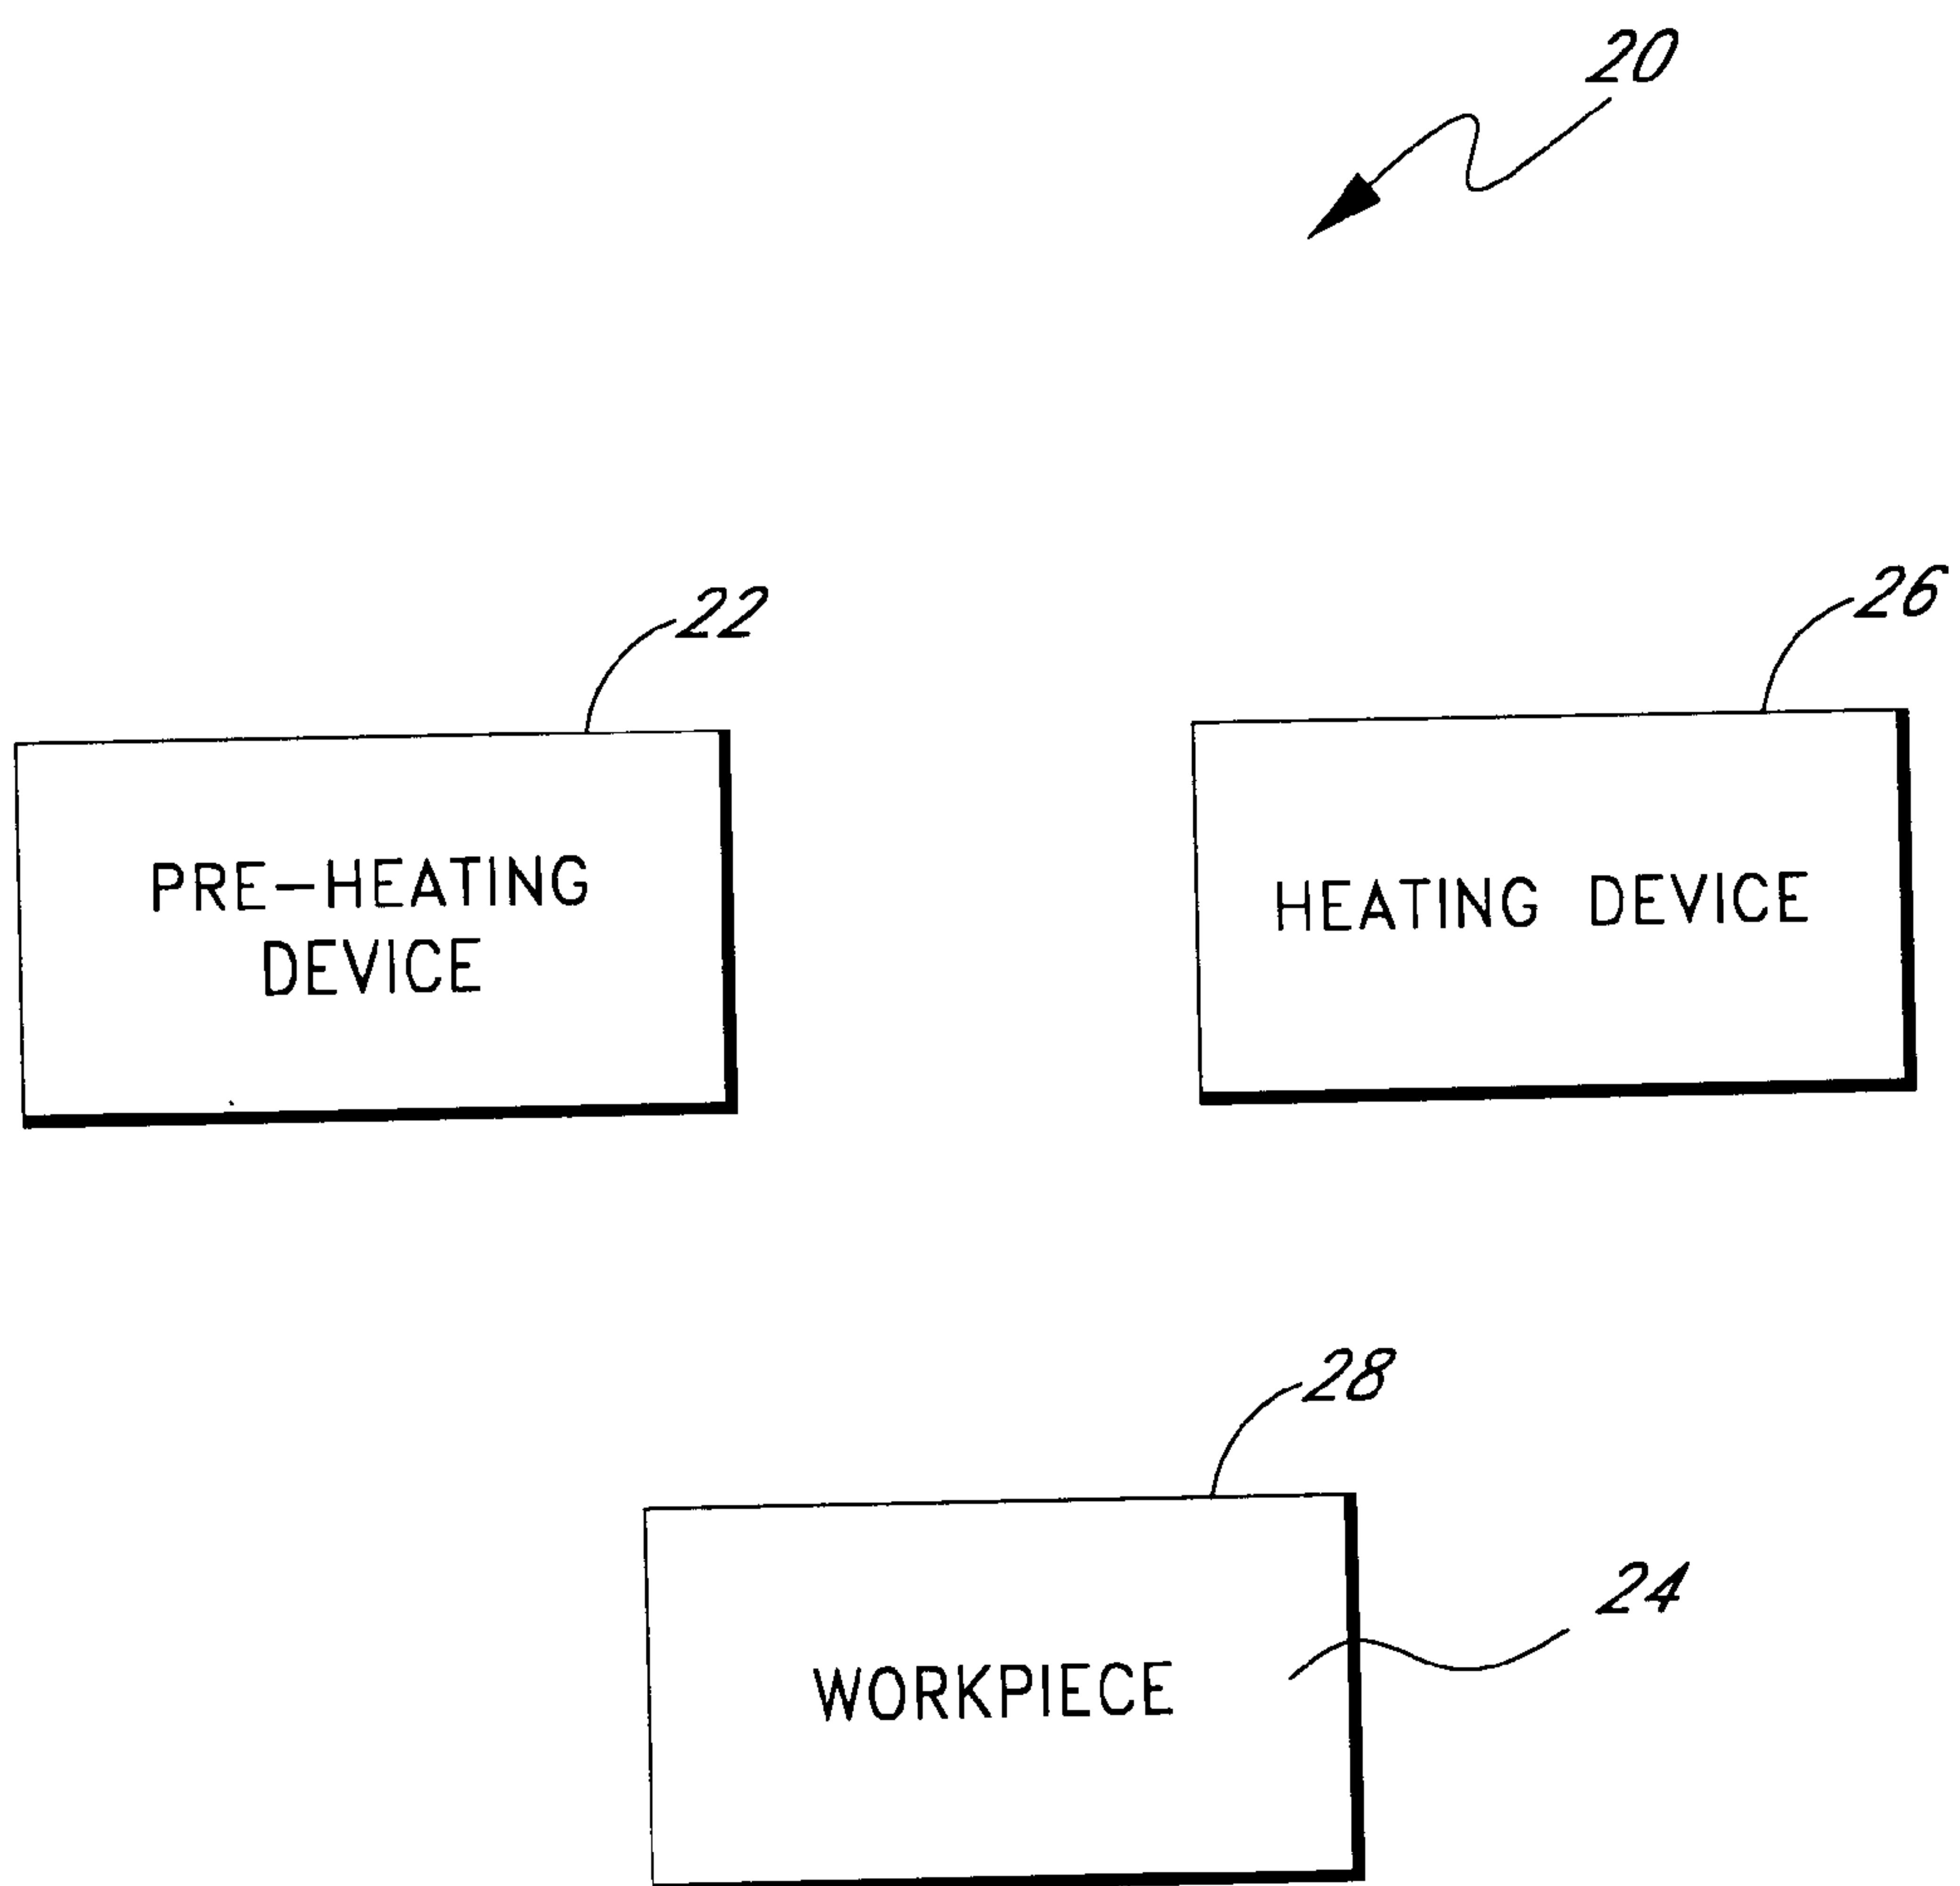 20
22
26
PRE-HEATING
DEVICE
HEATING DEVICE
28
24
WORKPIECE